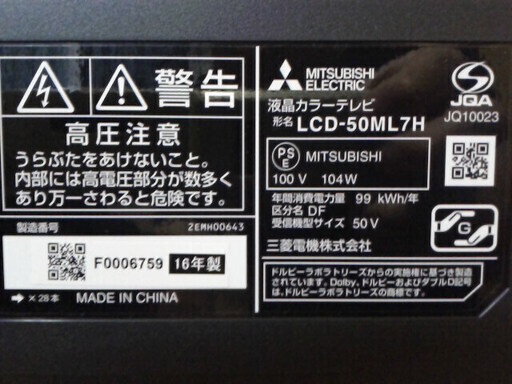 警告
高圧注意
うらぶたをあけないこと。
内部には高電圧部分が数多く
あり万一さわると危険です。
製造番号
2EMH00643
F0006759
16年製
× 28本
MADE IN CHINA
MITSUBISHI
ELECTRIC
液晶カラーテレビ
形名 LCD-50ML7H
JQA
JQ10023
PS
E
MITSUBISHI
100 V 104 W
年間消費電力量 99 kWh/年
区分名 DF
受信機型サイズ 50 V
三菱電機株式会社
G
ドルビーラボラトリーズからの実施権に基づき製造
されています。Dolby、ドルビーおよびダブルD記号
は、ドルビーラボラトリーズの商標です。